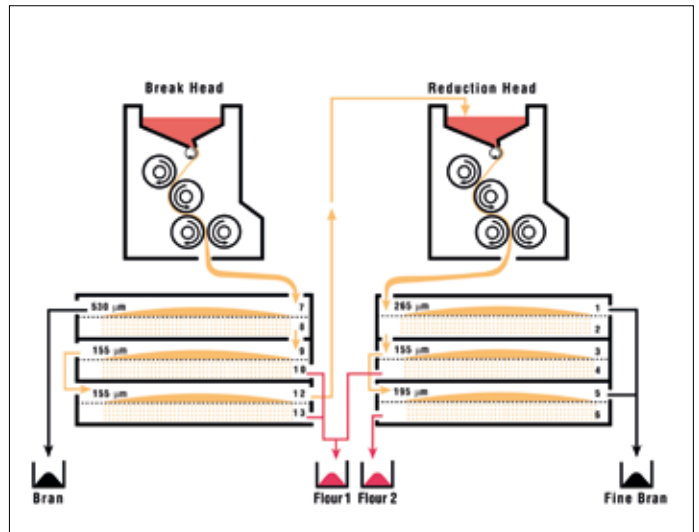 Break Head
Reduction Head
530 µm
7
8
155 µm
9
10
155 µm
12
13
265 µm
1
2
155 µm
3
4
195 µm
5
6
Bran
Flour 1
Flour 2
Fine Bran